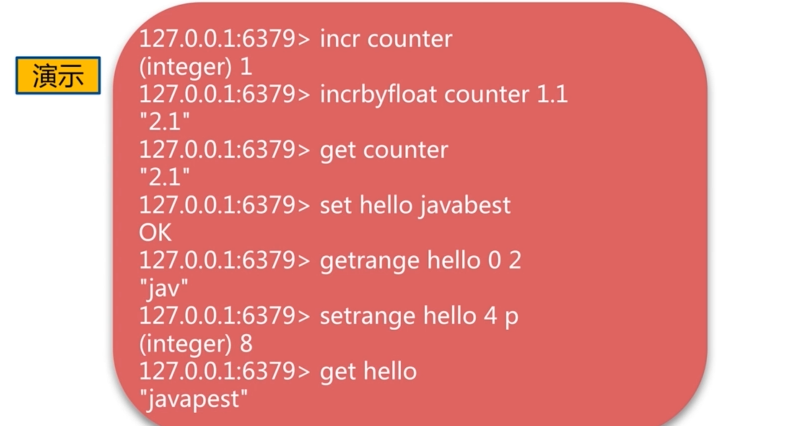 演示
127.0.0.1:6379> incr counter
(integer) 1
127.0.0.1:6379> incrbyfloat counter 1.1
"2.1"
127.0.0.1:6379> get counter
"2.1"
127.0.0.1:6379> set hello javabest
OK
127.0.0.1:6379> getrange hello 0 2
"jav"
127.0.0.1:6379> setrange hello 4 p
(integer) 8
127.0.0.1:6379> get hello
"javapest"